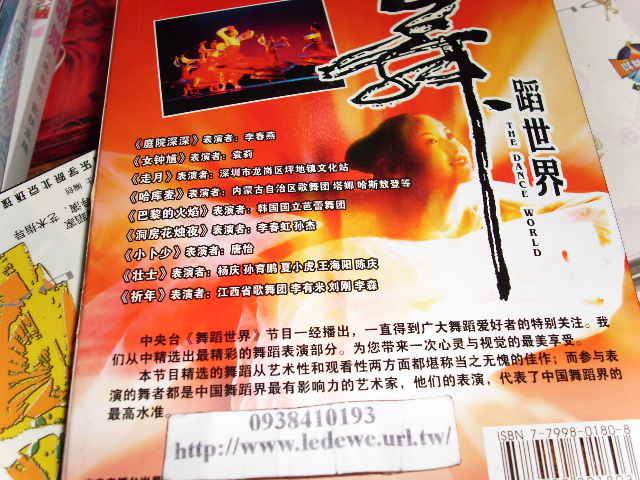 舞
蹈世界
THE DANCE WORLD
《庭院深深》表演者：李春燕
《女钟馗》表演者：袁莉
《走月》表演者：深圳市龙岗区坪地镇文化站
《哈库麦》表演者：内蒙古自治区歌舞团 塔娜 哈斯敖登等
《巴黎的火焰》表演者：韩国国立芭蕾舞团
《洞房花烛夜》表演者：李春虹 孙杰
《小卜少》表演者：唐怡
《壮士》表演者：杨庆 孙育鹏 夏小虎 王海阳 陈庆
《祈年》表演者：江西省歌舞团 李有米 刘刚 李森
中央台《舞蹈世界》节目一经播出，一直得到广大舞蹈爱好者的特别关注。我
们从中精选出最精彩的舞蹈表演部分。为您带来一次心灵与视觉的最美享受。
本节目精选的舞蹈从艺术性和观看性两方面都堪称当之无愧的佳作；而参与表
演的舞者都是中国舞蹈界最有影响力的艺术家，他们的表演，代表了中国舞蹈界的
最高水准。
0938410193
http://www.ledewe.url.tw/
ISBN 7-7998-0180-8
艺术指导